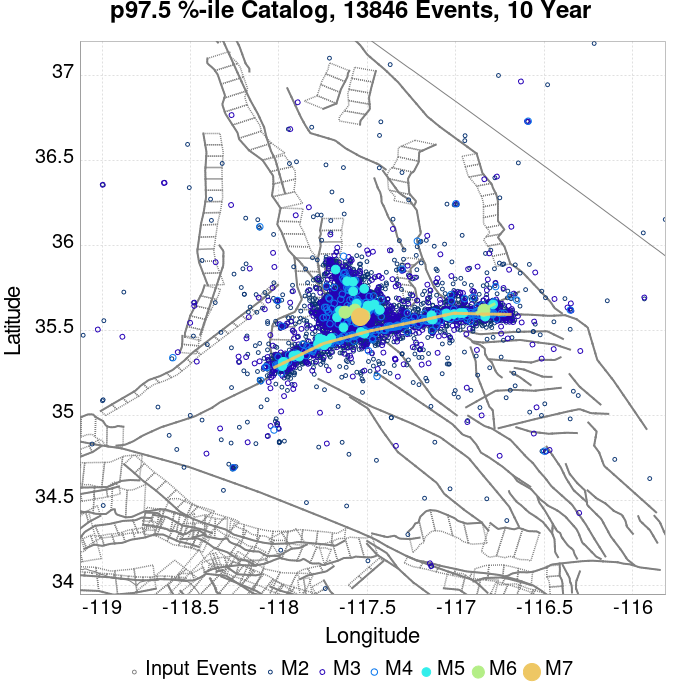 p97.5 %-ile Catalog, 13846 Events, 10 Year
37
36.5
36
35.5
35
34.5
34
Latitude
-119 -118.5 -118 -117.5 -117 -116.5 -116
Longitude
Input Events M2 M3 M4 M5 M6 M7